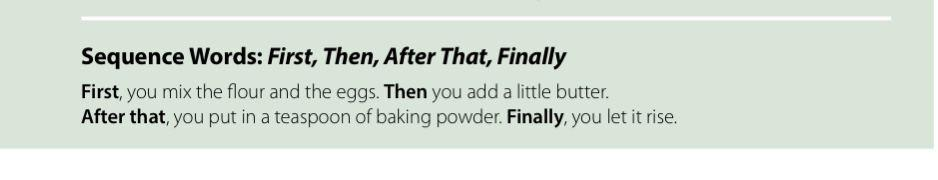 Sequence Words: First, Then, After That, Finally
First, you mix the flour and the eggs. Then you add a little butter.
After that, you put in a teaspoon of baking powder. Finally, you let it rise.